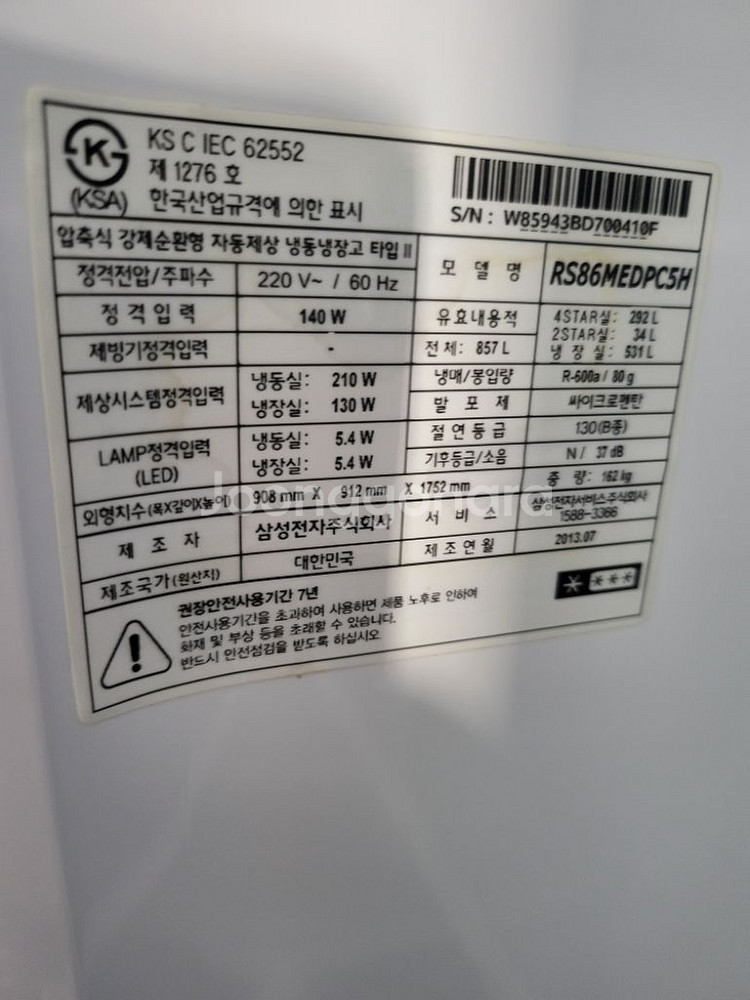 KS C IEC 62552
제 1276 호
(KSA) 한국산업규격에 의한 표시
S/N : W85943BD700410F
압축식 강제순환형 자동제상 냉동냉장고 타입 II
모 델 명 RS86MEDPC5H
정격전압/주파수 220 V~ / 60 Hz
정격입력 140 W
유효내용적
전체: 857 L
4STAR실: 292 L
2STAR실: 34 L
냉 장 실: 531 L
제빙기정격입력 -
냉매/봉입량 R-600a / 80 g
제상시스템정격입력
냉동실: 210 W
냉장실: 130 W
발 포 제 싸이크로펜탄
절연등급 130(B종)
LAMP정격입력
(LED)
냉동실: 5.4 W
냉장실: 5.4 W
기후등급/소음 N / 37 dB
중 량: 162 kg
외형치수(폭X깊이X높이) 908 mm X 912 mm X 1752 mm
제 조 자 삼성전자주식회사
서 비 스 삼성전자서비스주식회사
1588-3366
제조국가(원산지) 대한민국
제조연월 2013.07
권장안전사용기간 7년
안전사용기간을 초과하여 사용하면 제품 노후로 인하여
화재 및 부상 등을 초래할 수 있습니다.
반드시 안전점검을 받도록 하십시오
Joonggonara